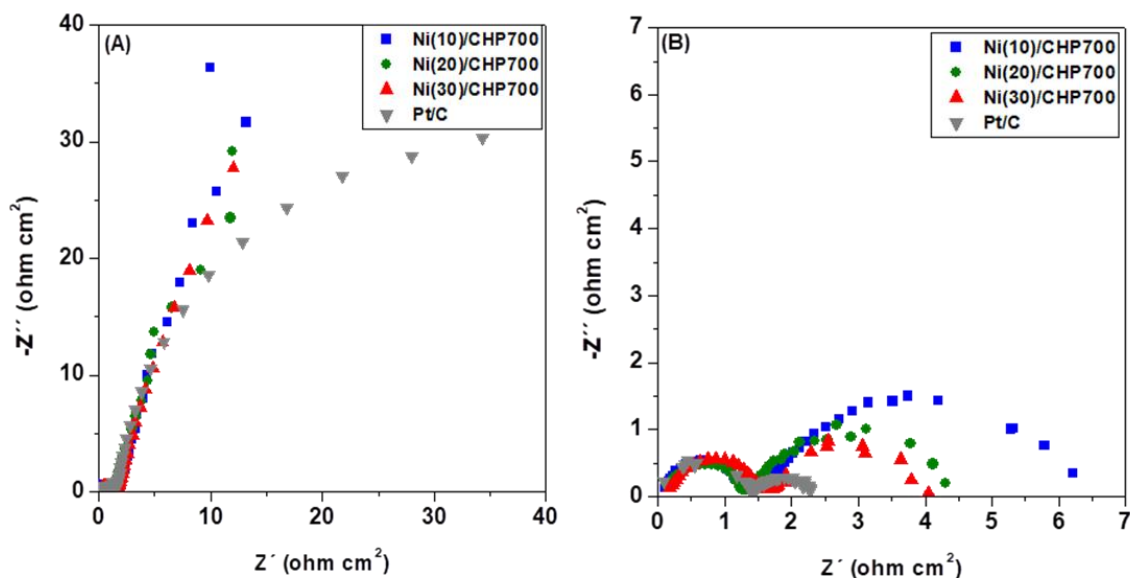 (A)
Ni(10)/CHP700
Ni(20)/CHP700
Ni(30)/CHP700
Pt/C
40
30
20
10
0
-Z´´ (ohm cm²)
0 10 20 30 40
Z´ (ohm cm²)
(B)
Ni(10)/CHP700
Ni(20)/CHP700
Ni(30)/CHP700
Pt/C
7
6
5
4
3
2
1
0
-Z´´ (ohm cm²)
0 1 2 3 4 5 6 7
Z´ (ohm cm²)